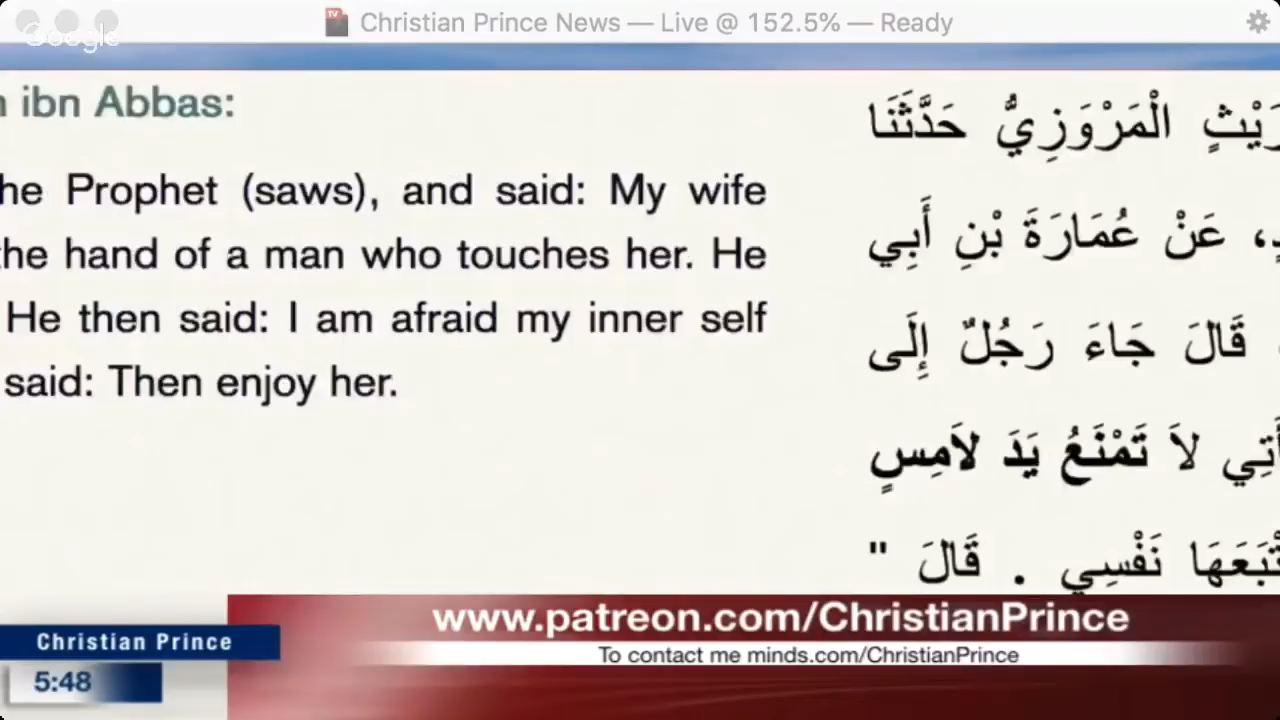 Christian Prince News — Live @ 152.5% — Ready
Google
ibn Abbas:
he Prophet (saws), and said: My wife
the hand of a man who touches her. He
He then said: I am afraid my inner self
said: Then enjoy her.
الْمَرْوَزِيُّ حَدَّثَنَا
عَنْ عُمَارَةَ بْنِ أَبِي
قَالَ جَاءَ رَجُلٌ إِلَى
لاَ تَمْنَعُ يَدَ لاَمِسٍ
نَفْسِي . قَالَ "
www.patreon.com/ChristianPrince
To contact me minds.com/ChristianPrince
Christian Prince
5:48